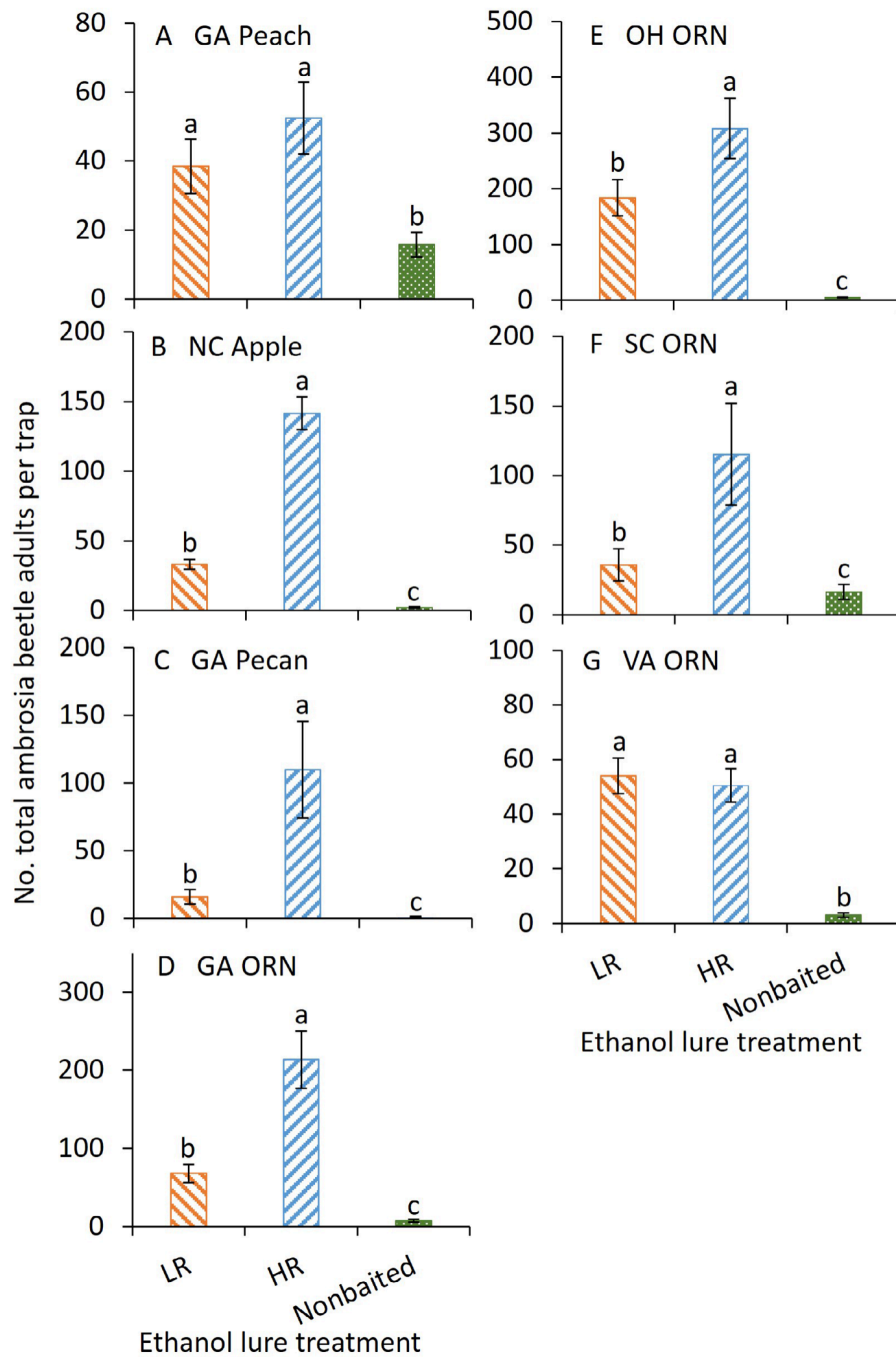 No. total ambrosia beetle adults per trap
A GA Peach
80
60
40
20
0
a
a
b
B NC Apple
200
150
100
50
0
b
a
c
C GA Pecan
200
150
100
50
0
b
a
c
D GA ORN
300
200
100
0
b
a
c
LR
HR
Nonbaited
Ethanol lure treatment
E OH ORN
500
400
300
200
100
0
b
a
c
F SC ORN
200
150
100
50
0
b
a
c
G VA ORN
100
80
60
40
20
0
a
a
b
LR
HR
Nonbaited
Ethanol lure treatment